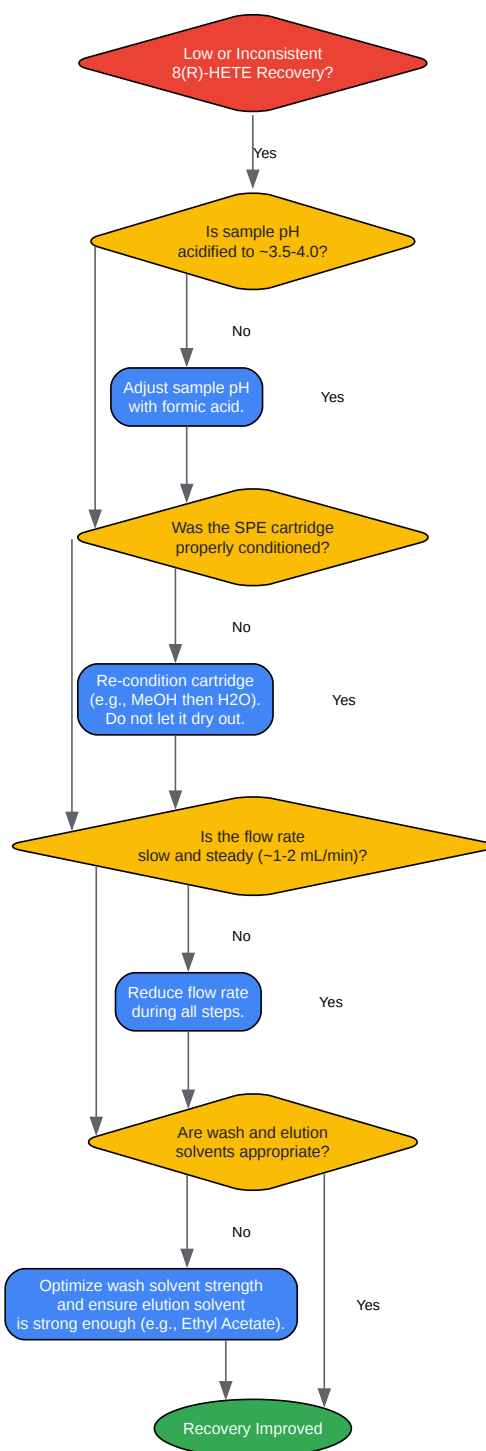 Low or Inconsistent
8(R)-HETE Recovery?
Yes
Is sample pH
acidified to ~3.5-4.0?
No
Adjust sample pH
with formic acid.
Yes
Was the SPE cartridge
properly conditioned?
No
Re-condition cartridge
(e.g., MeOH then H2O).
Do not let it dry out.
Yes
Is the flow rate
slow and steady (~1-2 mL/min)?
No
Reduce flow rate
during all steps.
Yes
Are wash and elution
solvents appropriate?
No
Optimize wash solvent strength
and ensure elution solvent
is strong enough (e.g., Ethyl Acetate).
Yes
Recovery Improved